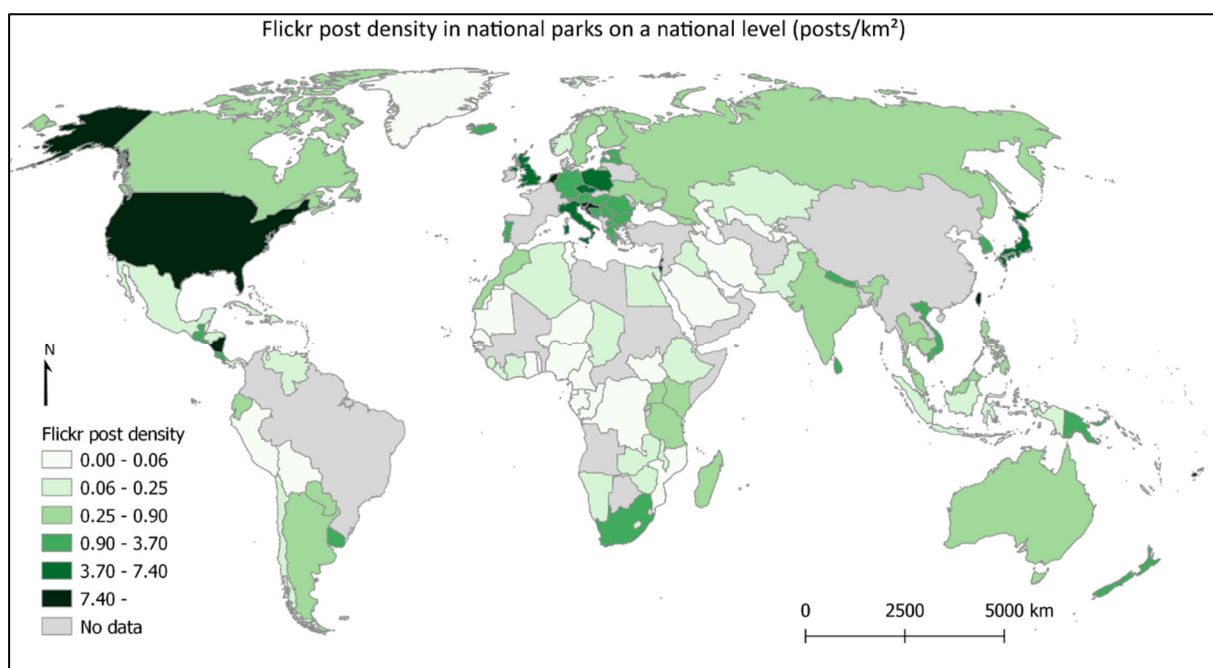 Flickr post density in national parks on a national level (posts/km²)
N
Flickr post density
0.00 - 0.06
0.06 - 0.25
0.25 - 0.90
0.90 - 3.70
3.70 - 7.40
7.40 -
No data
0 2500 5000 km